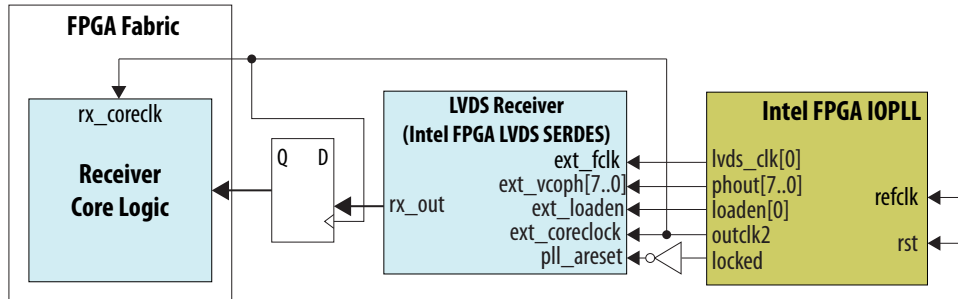 FPGA Fabric
rx_coreclk
Receiver
Core Logic
Q D
LVDS Receiver
(Intel FPGA LVDS SERDES)
ext_fclk
ext_vcoph[7..0]
rx_out
ext_loaden
ext_coreclock
pll_areset
Intel FPGA IOPLL
lvds_clk[0]
phout[7..0]
loaden[0]
outclk2
locked
refclk
rst